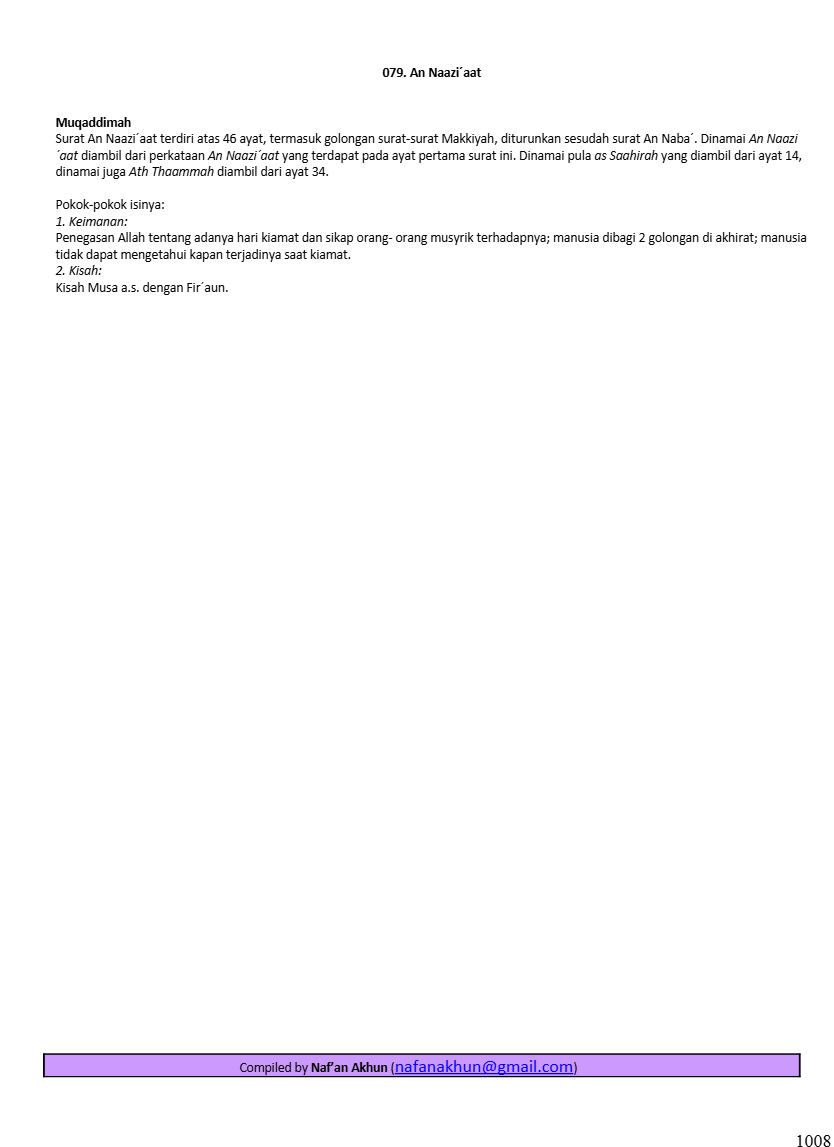 079. An Naazi´aat
Muqaddimah
Surat An Naazi´aat terdiri atas 46 ayat, termasuk golongan surat-surat Makkiyah, diturunkan sesudah surat An Naba´. Dinamai An Naazi
´aat diambil dari perkataan An Naazi´aat yang terdapat pada ayat pertama surat ini. Dinamai pula as Saahirah yang diambil dari ayat 14,
dinamai juga Ath Thaammah diambil dari ayat 34.
Pokok-pokok isinya:
1. Keimanan:
Penegasan Allah tentang adanya hari kiamat dan sikap orang- orang musyrik terhadapnya; manusia dibagi 2 golongan di akhirat; manusia
tidak dapat mengetahui kapan terjadinya saat kiamat.
2. Kisah:
Kisah Musa a.s. dengan Fir´aun.
Compiled by Naf’an Akhun (nafanakhun@gmail.com)
1008